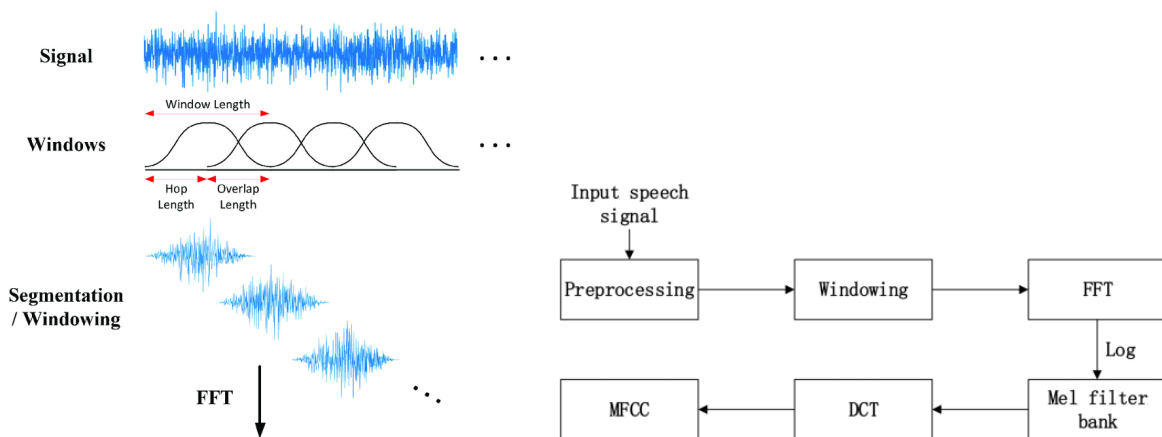 Signal
Window Length
Windows
Hop
Length
Overlap
Length
Segmentation
/ Windowing
FFT
Input speech
signal
Preprocessing
Windowing
FFT
Log
MFCC
DCT
Mel filter
bank